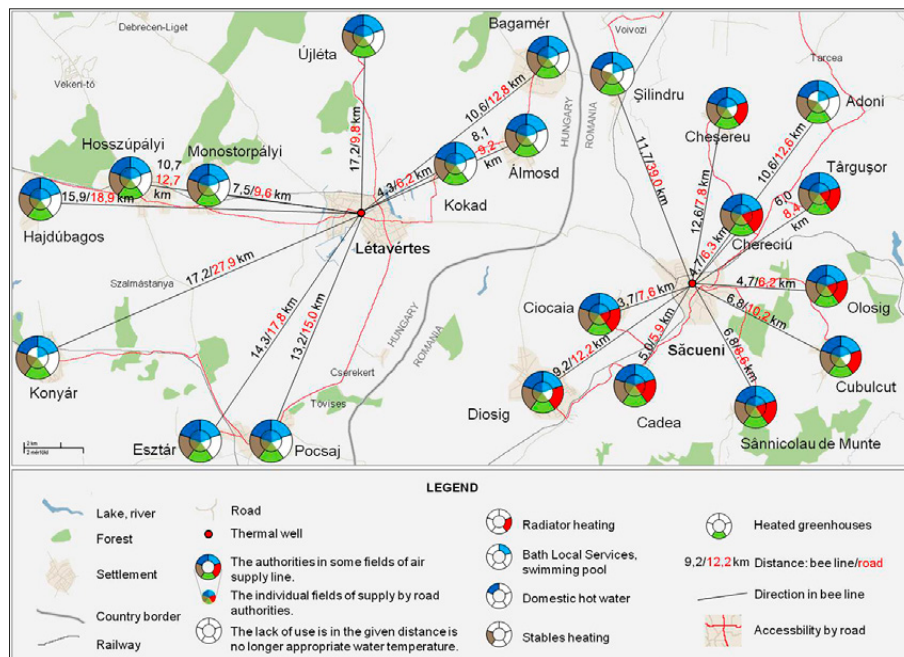 Debrecen-Liget
Bagamér
Voivozi
Újléta
Tarcea
Vekeri-tó
Şilindru
Adoni
Cheşereu
Hosszúpályi
Monostorpályi
10,7
12,7
km
17,2/9,8 km
10,6/12,8 km
8,1
9,2
km
Álmosd
HUNGARY
ROMANIA
11,7/39,0 km
12,6/7,8 km
10,6/12,6 km
Târguşor
7,5/9,6 km
4,3/6,2 km
Kokad
6,0
8,4
km
15,9/18,9 km
Hajdúbagos
Létavértes
Chereciu
4,7/6,3 km
17,2/27,9 km
Szalmástanya
4,7/6,2 km
Olosig
3,7/7,6 km
Ciocaia
6,8/10,2 km
14,3/17,8 km
13,2/15,0 km
HUNGARY
ROMANIA
9,2/12,2 km
5,0/5,9 km
Săcueni
6,8/8,6 km
Konyár
Cserekert
Cubulcut
Tövises
Diosig
Cadea
Sânnicolau de Munte
Esztár
Pocsaj
2 km
2 mérföld
LEGEND
Lake, river
Forest
Settlement
Country border
Railway
Road
Thermal well
The authorities in some fields of air
supply line.
The individual fields of supply by road
authorities.
The lack of use is in the given distance is
no longer appropriate water temperature.
Radiator heating
Bath Local Services,
swimming pool
Domestic hot water
Stables heating
Heated greenhouses
9,2/12,2 km Distance: bee line/road
Direction in bee line
Accessbility by road